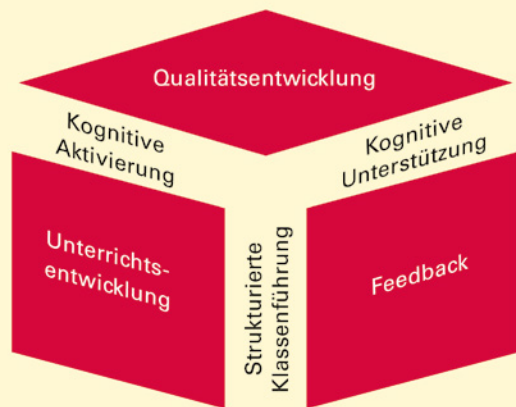 Qualitätsentwicklung
Kognitive
Aktivierung
Kognitive
Unterstützung
Unterrichts-
entwicklung
Strukturierte
Klassenführung
Feedback